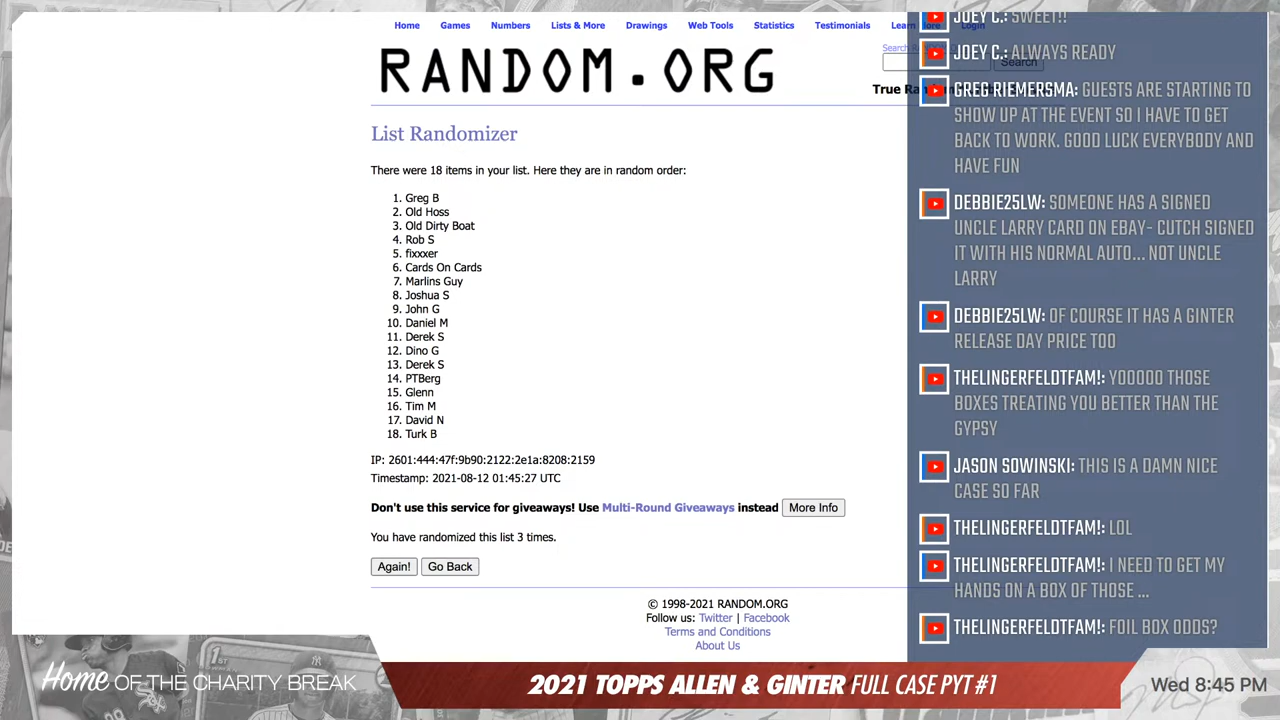 Home Games Numbers Lists & More Drawings Web Tools Statistics Testimonials Learn More Login
RANDOM.ORG
Search
Search
True Random
List Randomizer
There were 18 items in your list. Here they are in random order:
1. Greg B
2. Old Hoss
3. Old Dirty Boat
4. Rob S
5. fixxxer
6. Cards On Cards
7. Marlins Guy
8. Joshua S
9. John G
10. Daniel M
11. Derek S
12. Dino G
13. Derek S
14. PTBerg
15. Glenn
16. Tim M
17. David N
18. Turk B
IP: 2601:444:47f:9b90:2122:2e1a:8208:2159
Timestamp: 2021-08-12 01:45:27 UTC
Don't use this service for giveaways! Use Multi-Round Giveaways instead More Info
You have randomized this list 3 times.
Again! Go Back
© 1998-2021 RANDOM.ORG
Follow us: Twitter | Facebook
Terms and Conditions
About Us
JOEY C.: SWEET!!
JOEY C.: ALWAYS READY
GREG RIEMERSMA: GUESTS ARE STARTING TO
SHOW UP AT THE EVENT SO I HAVE TO GET
BACK TO WORK. GOOD LUCK EVERYBODY AND
HAVE FUN
DEBBIE25LW: SOMEONE HAS A SIGNED
UNCLE LARRY CARD ON EBAY- CUTCH SIGNED
IT WITH HIS NORMAL AUTO... NOT UNCLE
LARRY
DEBBIE25LW: OF COURSE IT HAS A GINTER
RELEASE DAY PRICE TOO
THELINGERFELDTFAM!: YOOOOO THOSE
BOXES TREATING YOU BETTER THAN THE
GYPSY
JASON SOWINSKI: THIS IS A DAMN NICE
CASE SO FAR
THELINGERFELDTFAM!: LOL
THELINGERFELDTFAM!: I NEED TO GET MY
HANDS ON A BOX OF THOSE ...
THELINGERFELDTFAM!: FOIL BOX ODDS?
Home OF THE CHARITY BREAK
2021 TOPPS ALLEN & GINTER FULL CASE PYT #1
Wed 8:45 PM